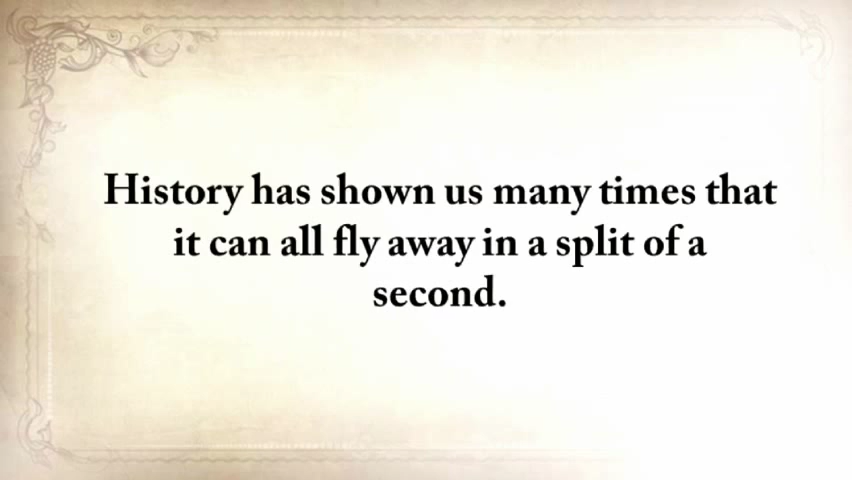 History has shown us many times that
it can all fly away in a split of a
second.